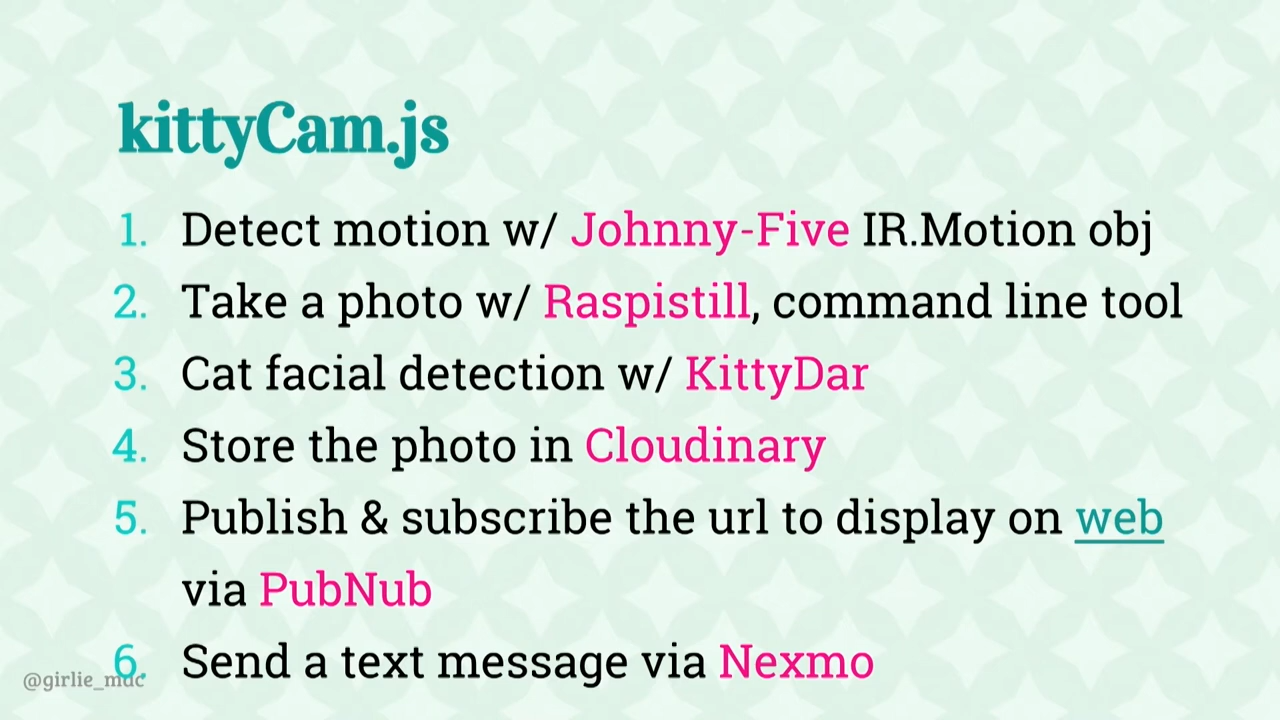 kittyCam.js
1. Detect motion w/ Johnny-Five IR.Motion obj
2. Take a photo w/ Raspistill, command line tool
3. Cat facial detection w/ KittyDar
4. Store the photo in Cloudinary
5. Publish & subscribe the url to display on web
via PubNub
6. Send a text message via Nexmo
@girlie_mac